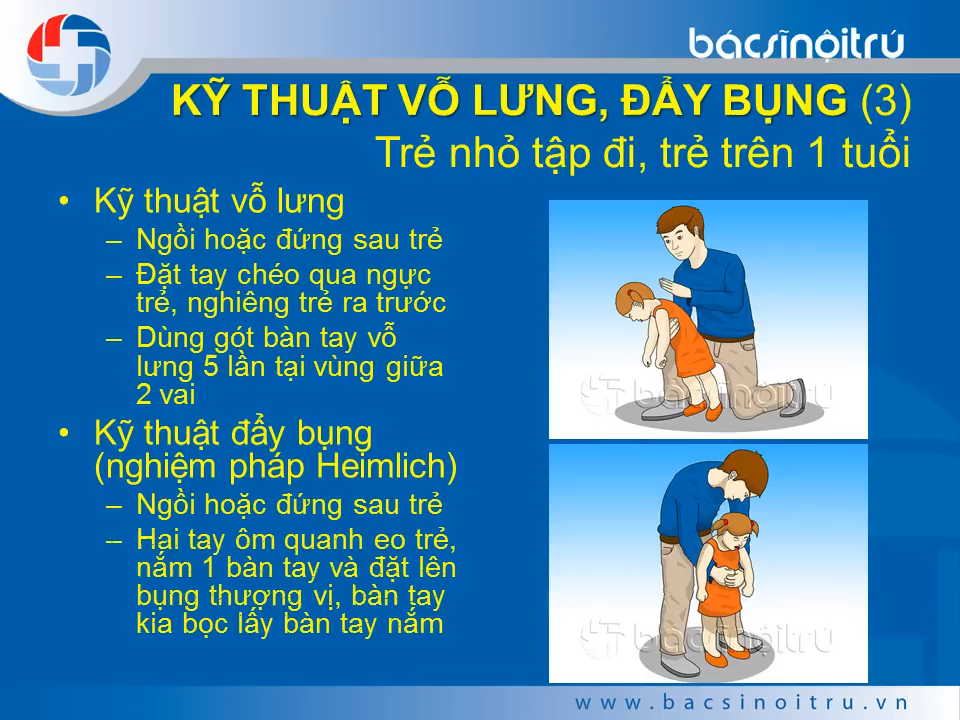 bácsĩnộitrú
KỸ THUẬT VỖ LƯNG, ĐẨY BỤNG (3)
Trẻ nhỏ tập đi, trẻ trên 1 tuổi
• Kỹ thuật vỗ lưng
– Ngồi hoặc đứng sau trẻ
– Đặt tay chéo qua ngực
trẻ, nghiêng trẻ ra trước
– Dùng gót bàn tay vỗ
lưng 5 lần tại vùng giữa
2 vai
• Kỹ thuật đẩy bụng
(nghiệm pháp Heimlich)
– Ngồi hoặc đứng sau trẻ
– Hai tay ôm quanh eo trẻ,
nắm 1 bàn tay và đặt lên
bụng thượng vị, bàn tay
kia bọc lấy bàn tay nắm
bácsĩnộitrú
bácsĩnộitrú
www.bacsinoitru.vn